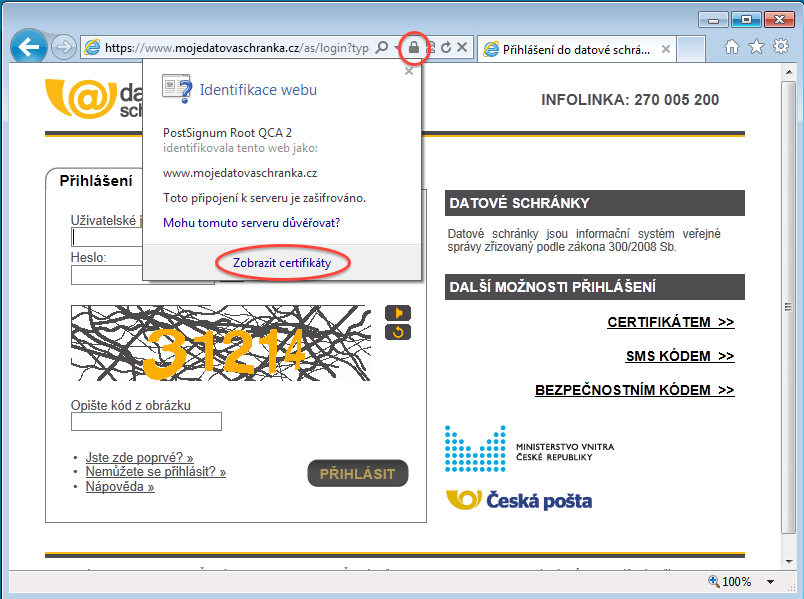 https://www.mojedatovaschranka.cz/as/login?typ
Přihlášení do datové schrá...
Identifikace webu
PostSignum Root QCA 2
identifikovala tento web jako:
www.mojedatovaschranka.cz
Toto připojení k serveru je zašifrováno.
Mohu tomuto serveru důvěřovat?
Zobrazit certifikáty
INFOLINKA: 270 005 200
Přihlášení
Uživatelské
Heslo:
31214
Opište kód z obrázku
• Jste zde poprvé? »
• Nemůžete se přihlásit? »
• Nápověda »
PŘIHLÁSIT
DATOVÉ SCHRÁNKY
Datové schránky jsou informační systém veřejné
správy zřizovaný podle zákona 300/2008 Sb.
DALŠÍ MOŽNOSTI PŘIHLÁŠENÍ
CERTIFIKÁTEM >>
SMS KÓDEM >>
BEZPEČNOSTNÍM KÓDEM >>
MINISTERSTVO VNITRA
ČESKÉ REPUBLIKY
Česká pošta
100%